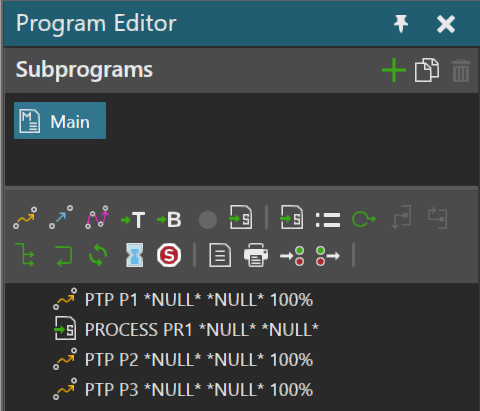 Program Editor
Subprograms
Main
T B S S
S
PTP P1 *NULL* *NULL* 100%
PROCESS PR1 *NULL* *NULL*
PTP P2 *NULL* *NULL* 100%
PTP P3 *NULL* *NULL* 100%